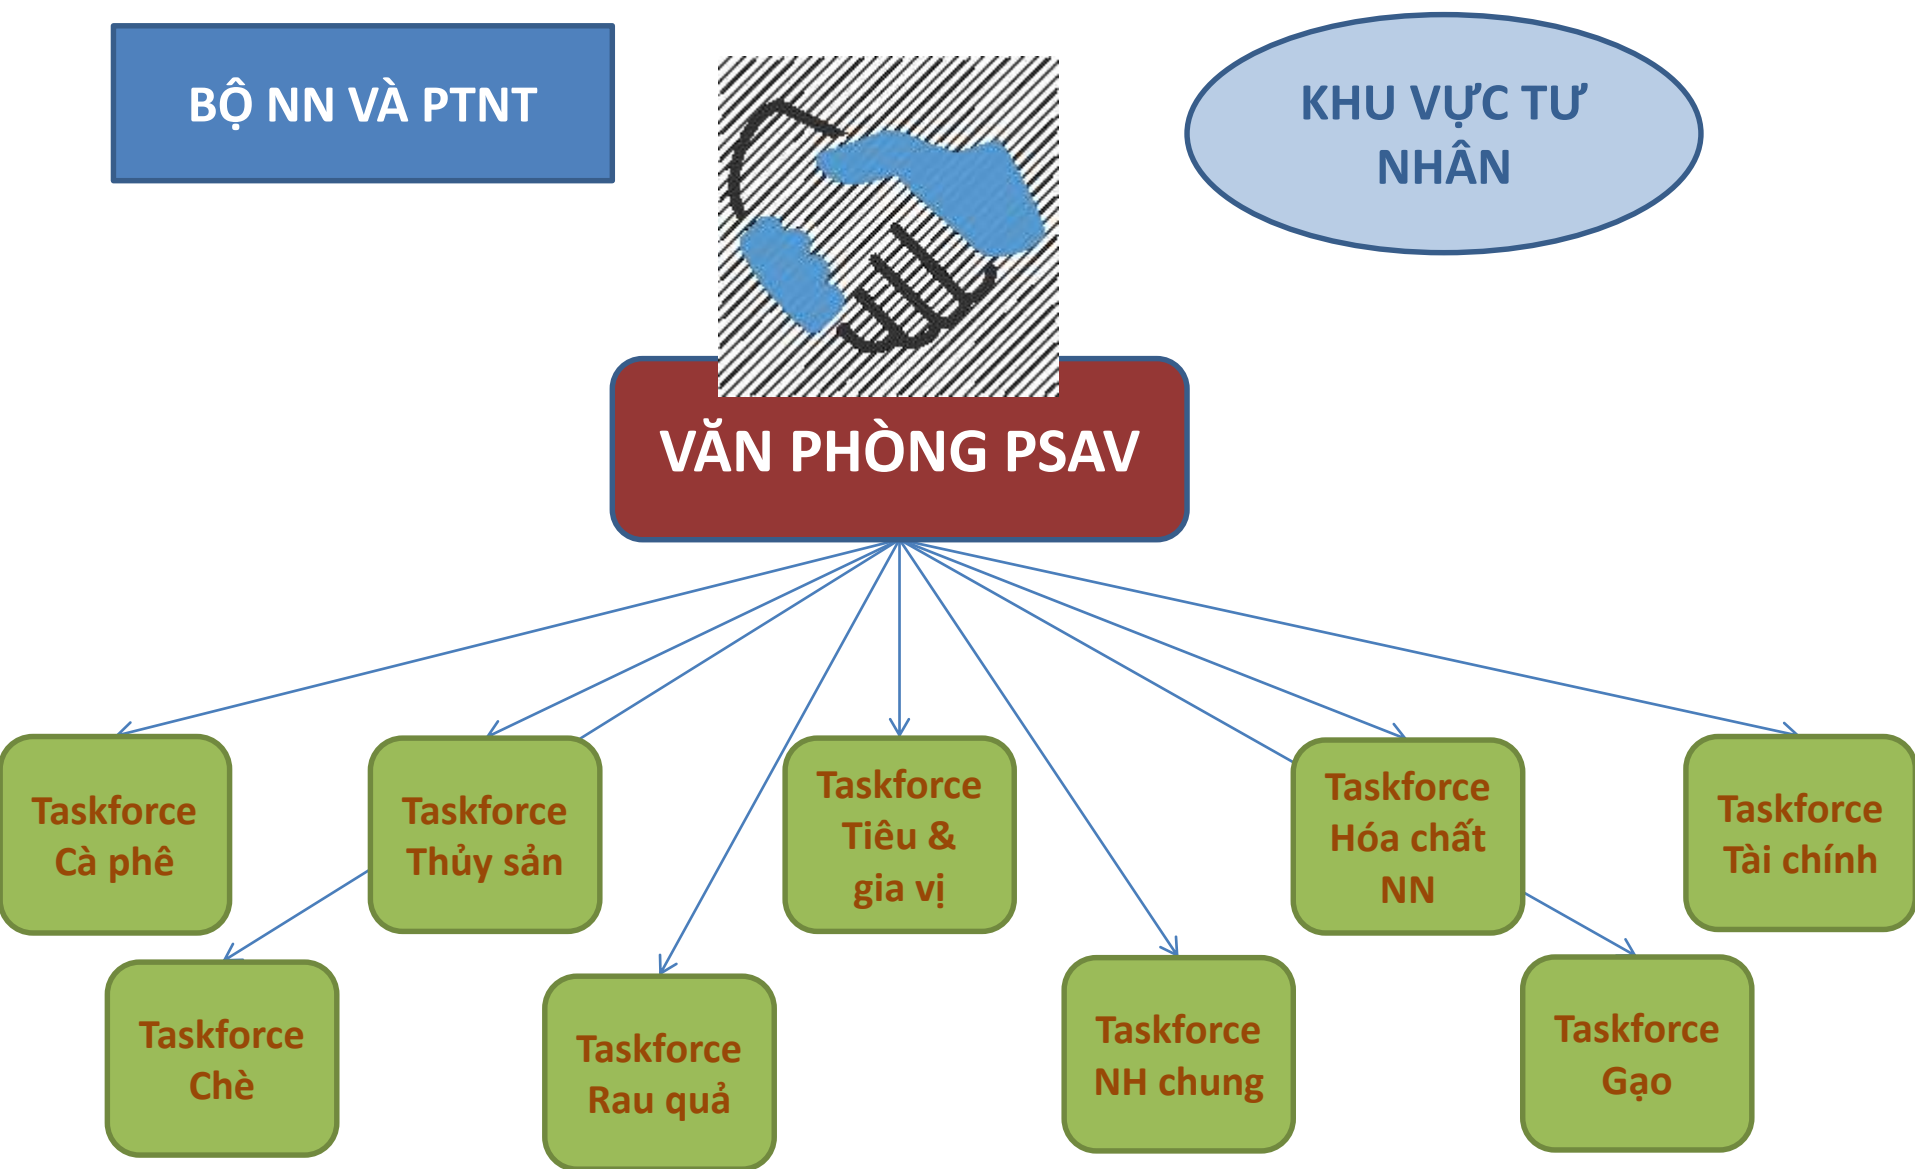 BỘ NN VÀ PTNT
KHU VỰC TƯ
NHÂN
VĂN PHÒNG PSAV
Taskforce
Cà phê
Taskforce
Thủy sản
Taskforce
Tiêu &
gia vị
Taskforce
Hóa chất
NN
Taskforce
Tài chính
Taskforce
Chè
Taskforce
Rau quả
Taskforce
NH chung
Taskforce
Gạo